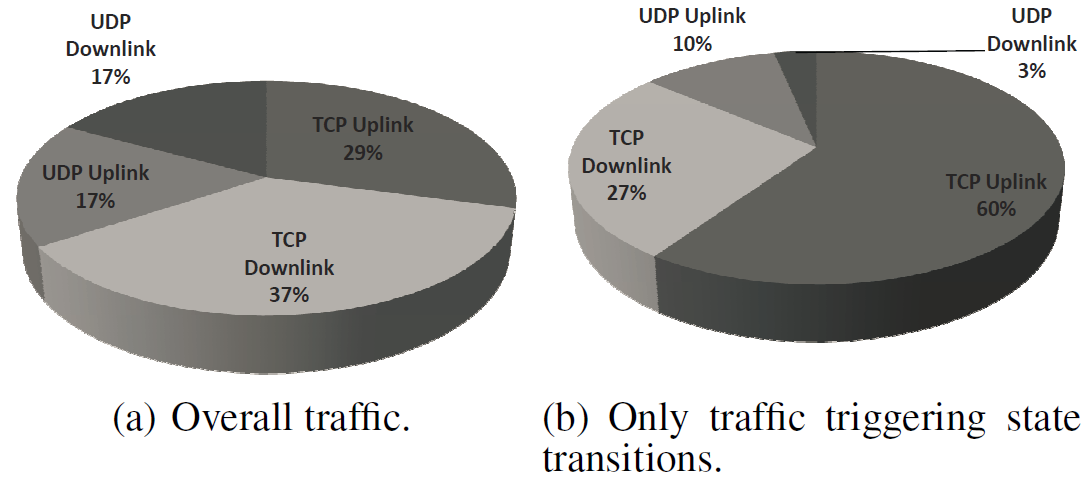 UDP
Downlink
17%
TCP Uplink
29%
UDP Uplink
17%
TCP
Downlink
37%
(a) Overall traffic.
UDP Uplink
10%
UDP
Downlink
3%
TCP
Downlink
27%
TCP Uplink
60%
(b) Only traffic triggering state
transitions.